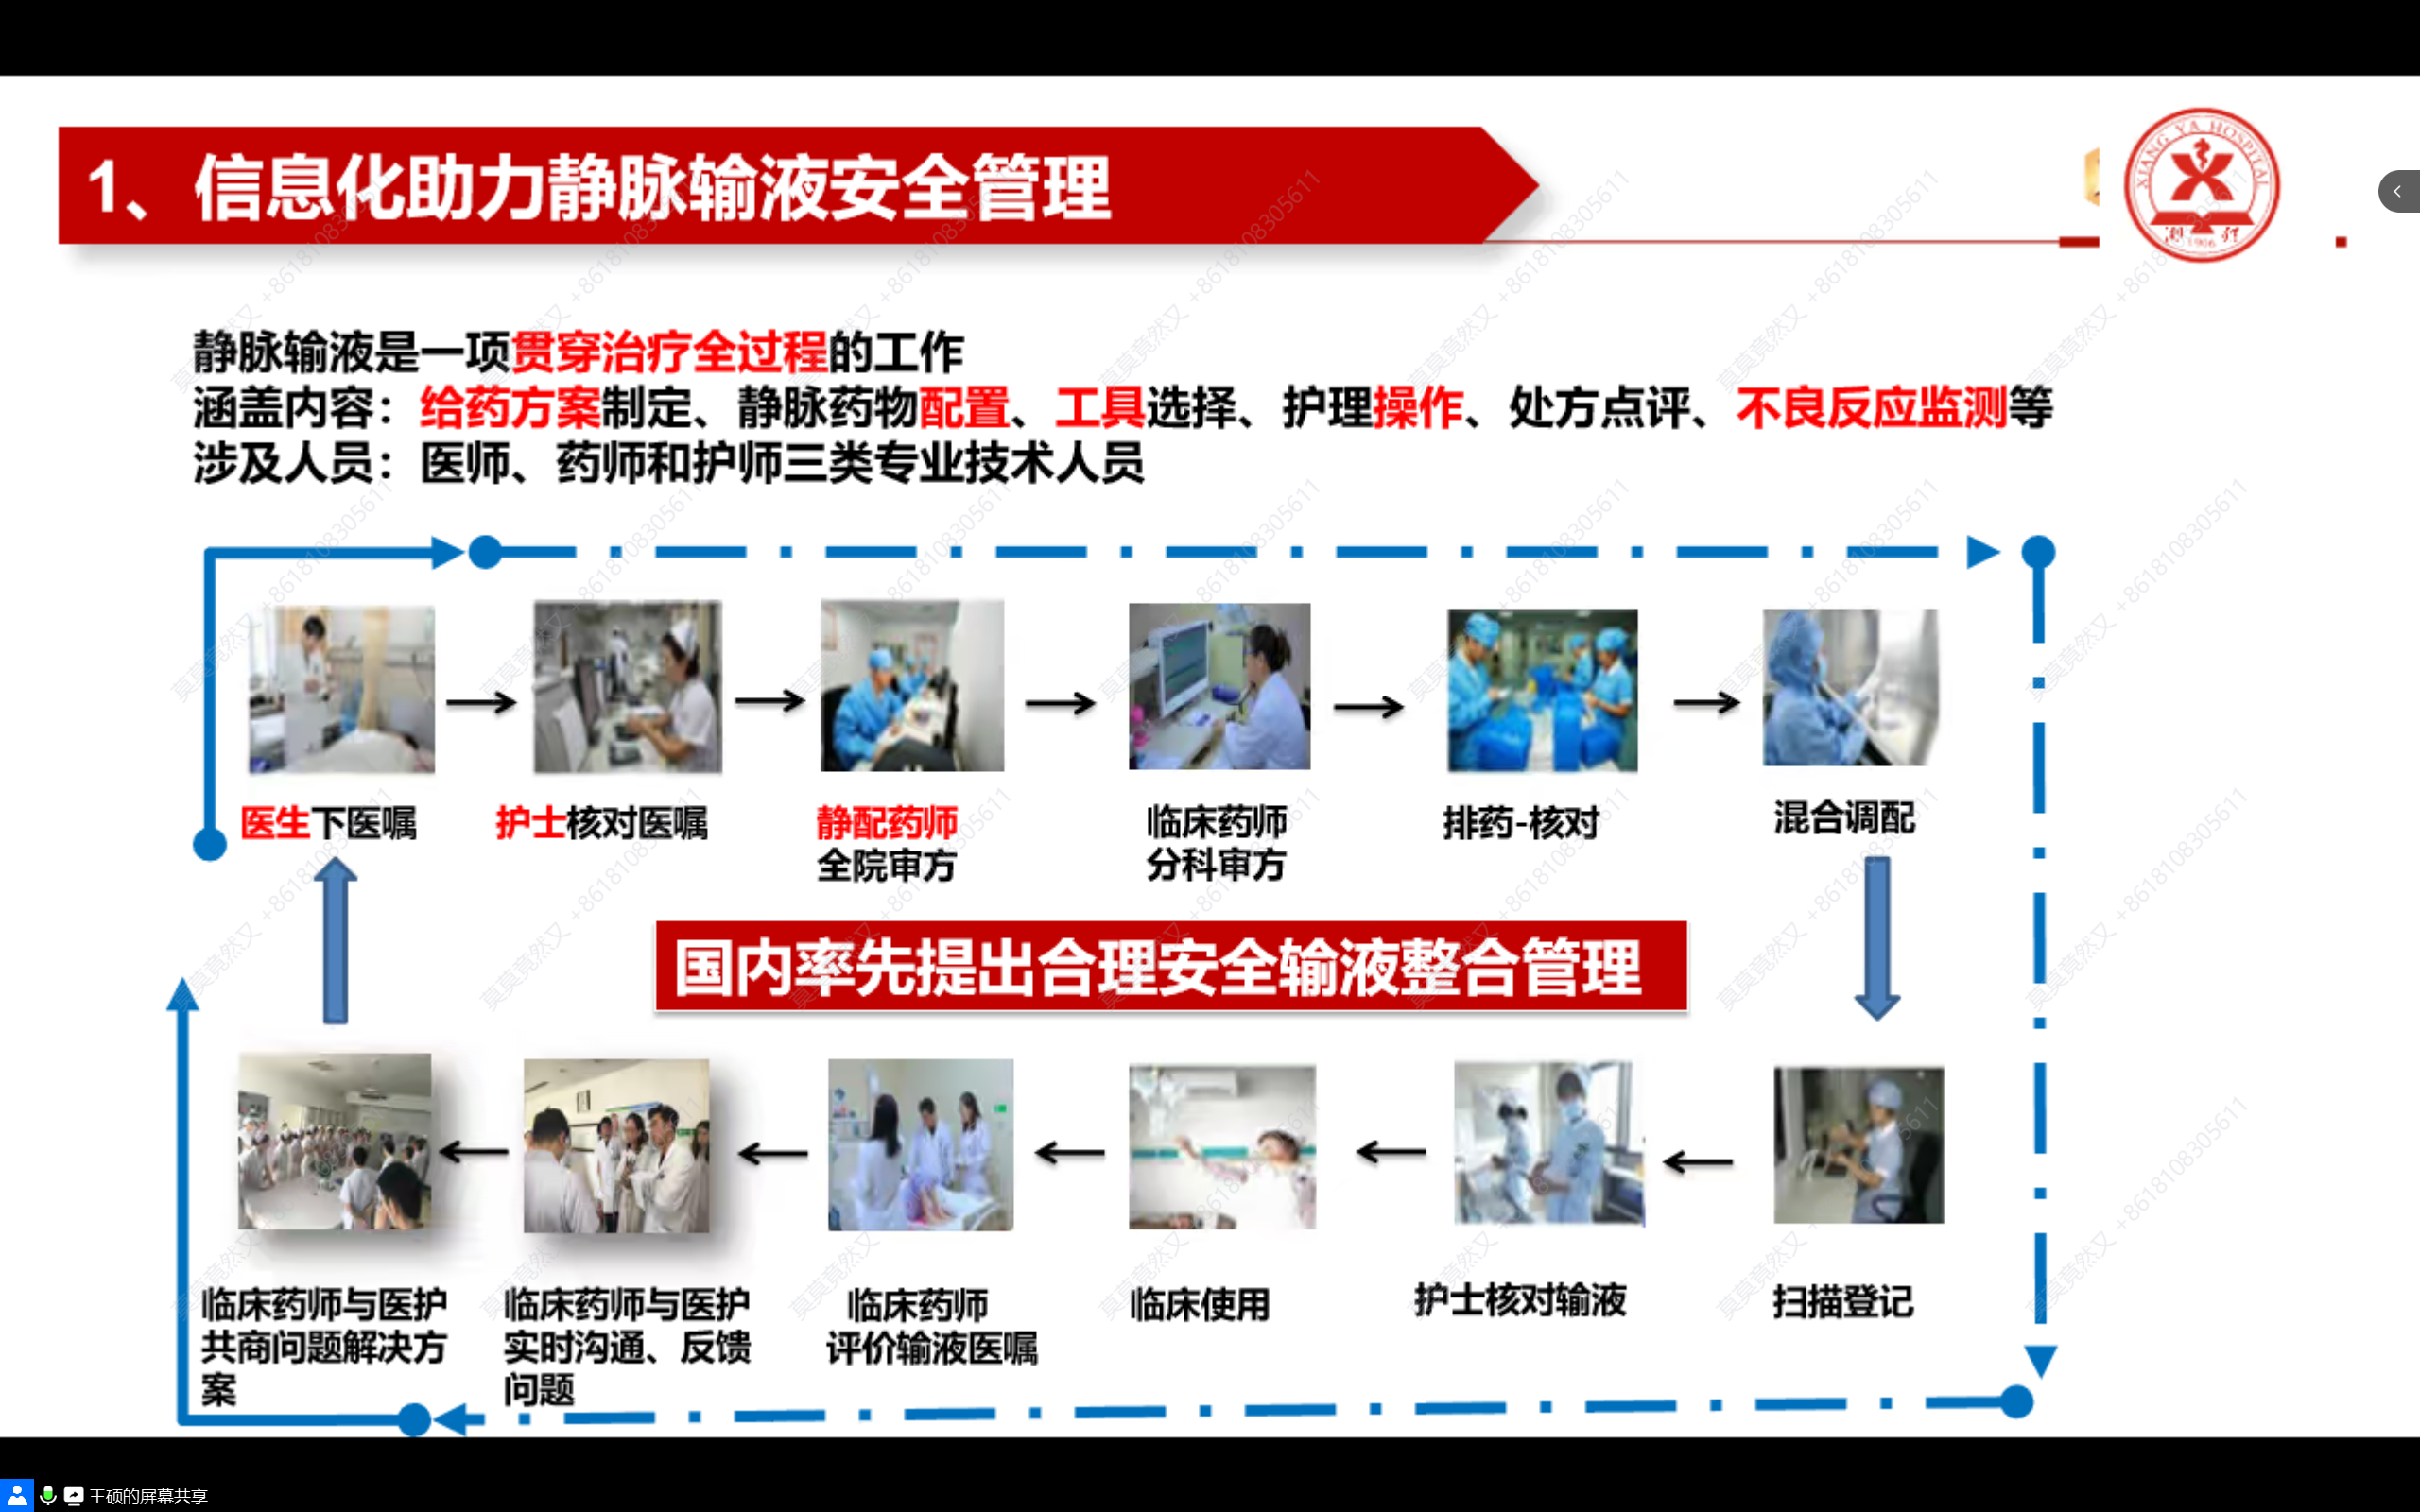 1、信息化助力静脉输液安全管理
XIANG YA HOSPITAL
1906
静脉输液是一项贯穿治疗全过程的工作
涵盖内容：给药方案制定、静脉药物配置、工具选择、护理操作、处方点评、不良反应监测等
涉及人员：医师、药师和护师三类专业技术人员
医生下医嘱
护士核对医嘱
静配药师
全院审方
临床药师
分科审方
排药-核对
混合调配
国内率先提出合理安全输液整合管理
临床药师与医护
共商问题解决方
案
临床药师与医护
实时沟通、反馈
问题
临床药师
评价输液医嘱
临床使用
护士核对输液
扫描登记
莫莫竟然又 +8618108305611
王硕的屏幕共享